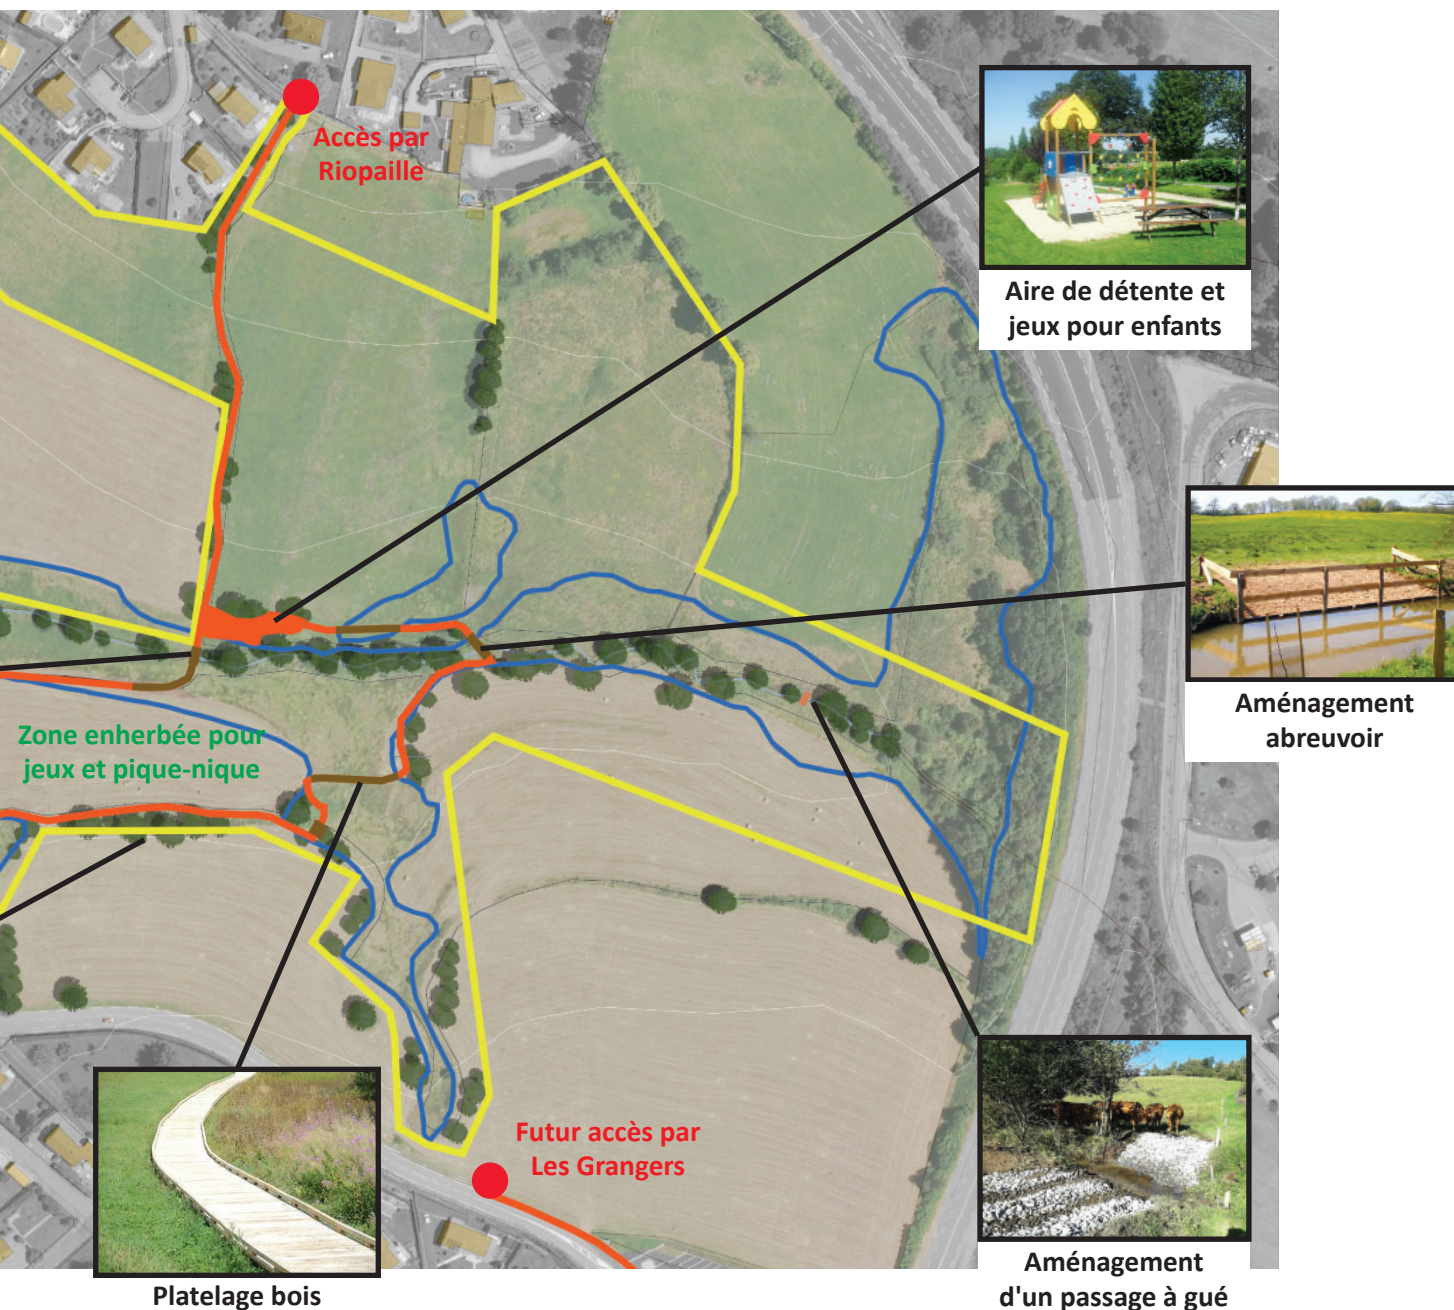 Accès par
Riopaille
Aire de détente et
jeux pour enfants
Aménagement
abreuvoir
Zone enherbée pour
jeux et pique-nique
Futur accès par
Les Grangers
Platelage bois
Aménagement
d'un passage à gué